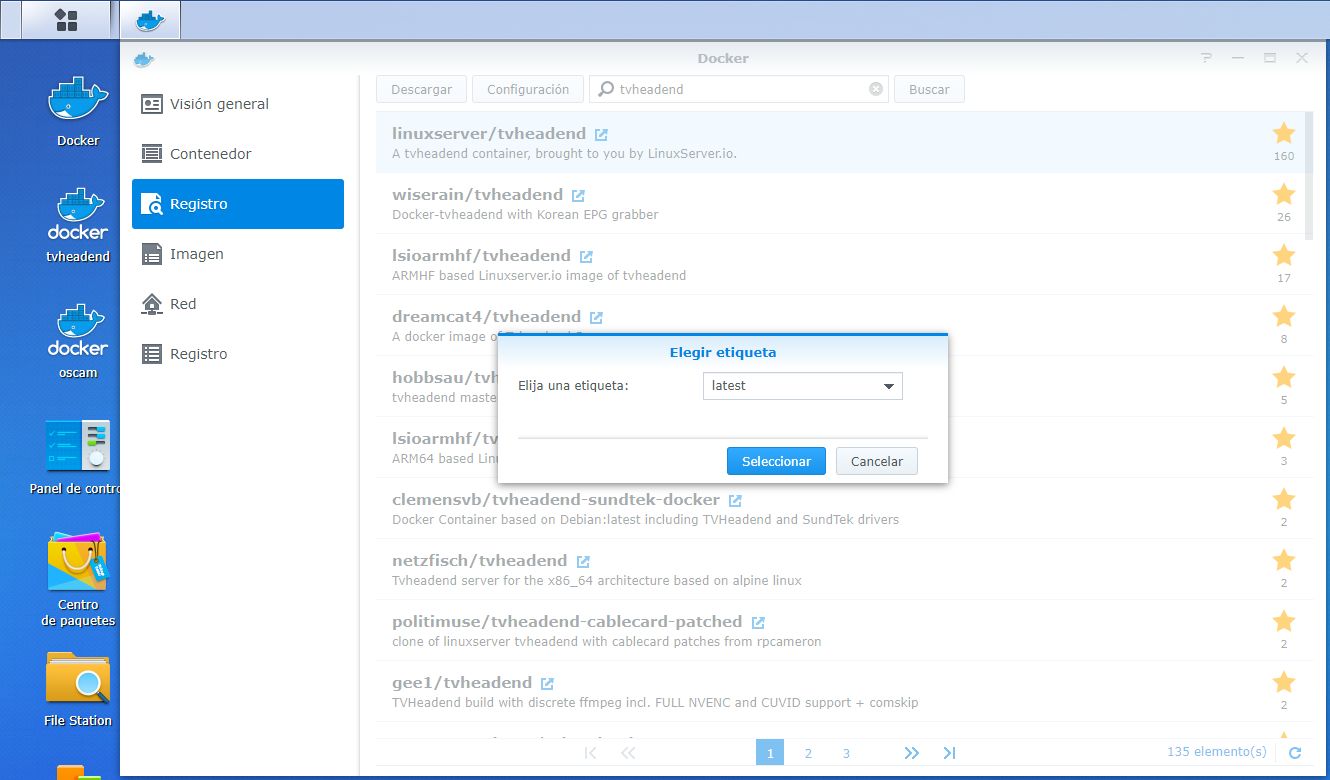 Docker
Docker
docker
tvheadend
docker
oscam
Panel de contro
Centro
de paquetes
File Station
Visión general
Contenedor
Registro
Imagen
Red
Registro
Descargar
Configuración
tvheadend
Buscar
linuxserver/tvheadend
A tvheadend container, brought to you by LinuxServer.io.
160
wiserain/tvheadend
Docker-tvheadend with Korean EPG grabber
26
lsioarmhf/tvheadend
ARMHF based Linuxserver.io image of tvheadend
17
dreamcat4/tvheadend
A docker image of
8
hobbsau/tvh
tvheadend maste
5
lsioarmhf/tv
ARM64 based Linu
3
Elegir etiqueta
Elija una etiqueta:
latest
Seleccionar
Cancelar
clemensvb/tvheadend-sundtek-docker
Docker Container based on Debian:latest including TVHeadend and SundTek drivers
2
netzfisch/tvheadend
Tvheadend server for the x86_64 architecture based on alpine linux
2
politimuse/tvheadend-cablecard-patched
clone of linuxserver tvheadend with cablecard patches from rpcameron
2
gee1/tvheadend
TVHeadend build with discrete ffmpeg incl. FULL NVENC and CUVID support + comskip
2
1
2
3
135 elemento(s)